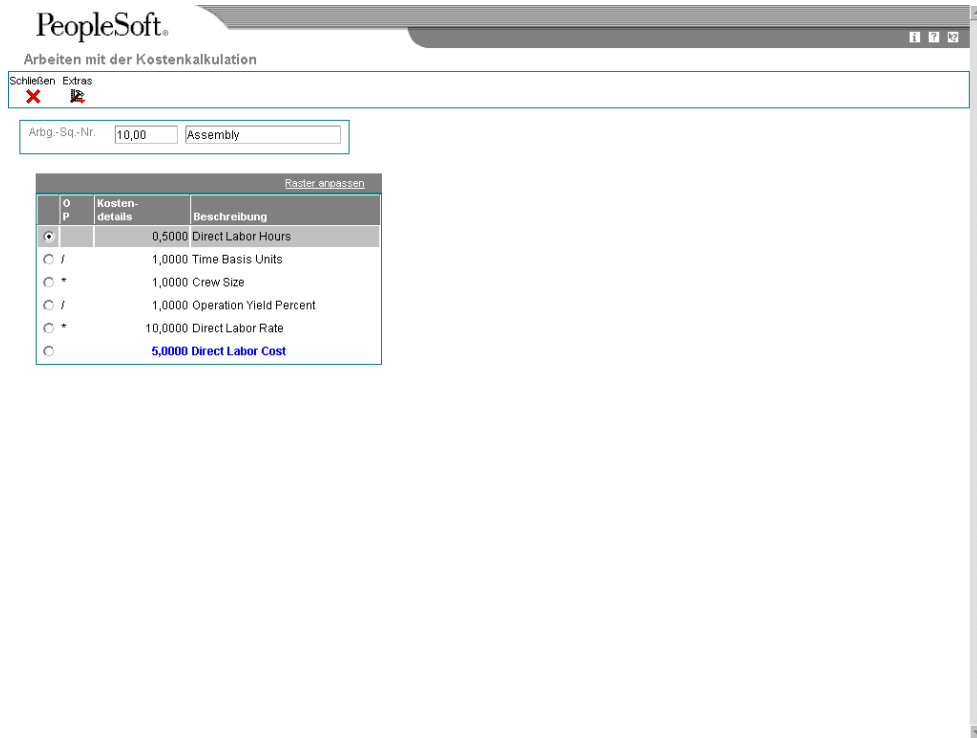 PeopleSoft®
i ? ?
Arbeiten mit der Kostenkalkulation
Schließen Extras
Arbg.-Sq.-Nr. 10,00 Assembly
Raster anpassen
O P Kosten-details Beschreibung
0,5000 Direct Labor Hours
/ 1,0000 Time Basis Units
* 1,0000 Crew Size
/ 1,0000 Operation Yield Percent
* 10,0000 Direct Labor Rate
5,0000 Direct Labor Cost